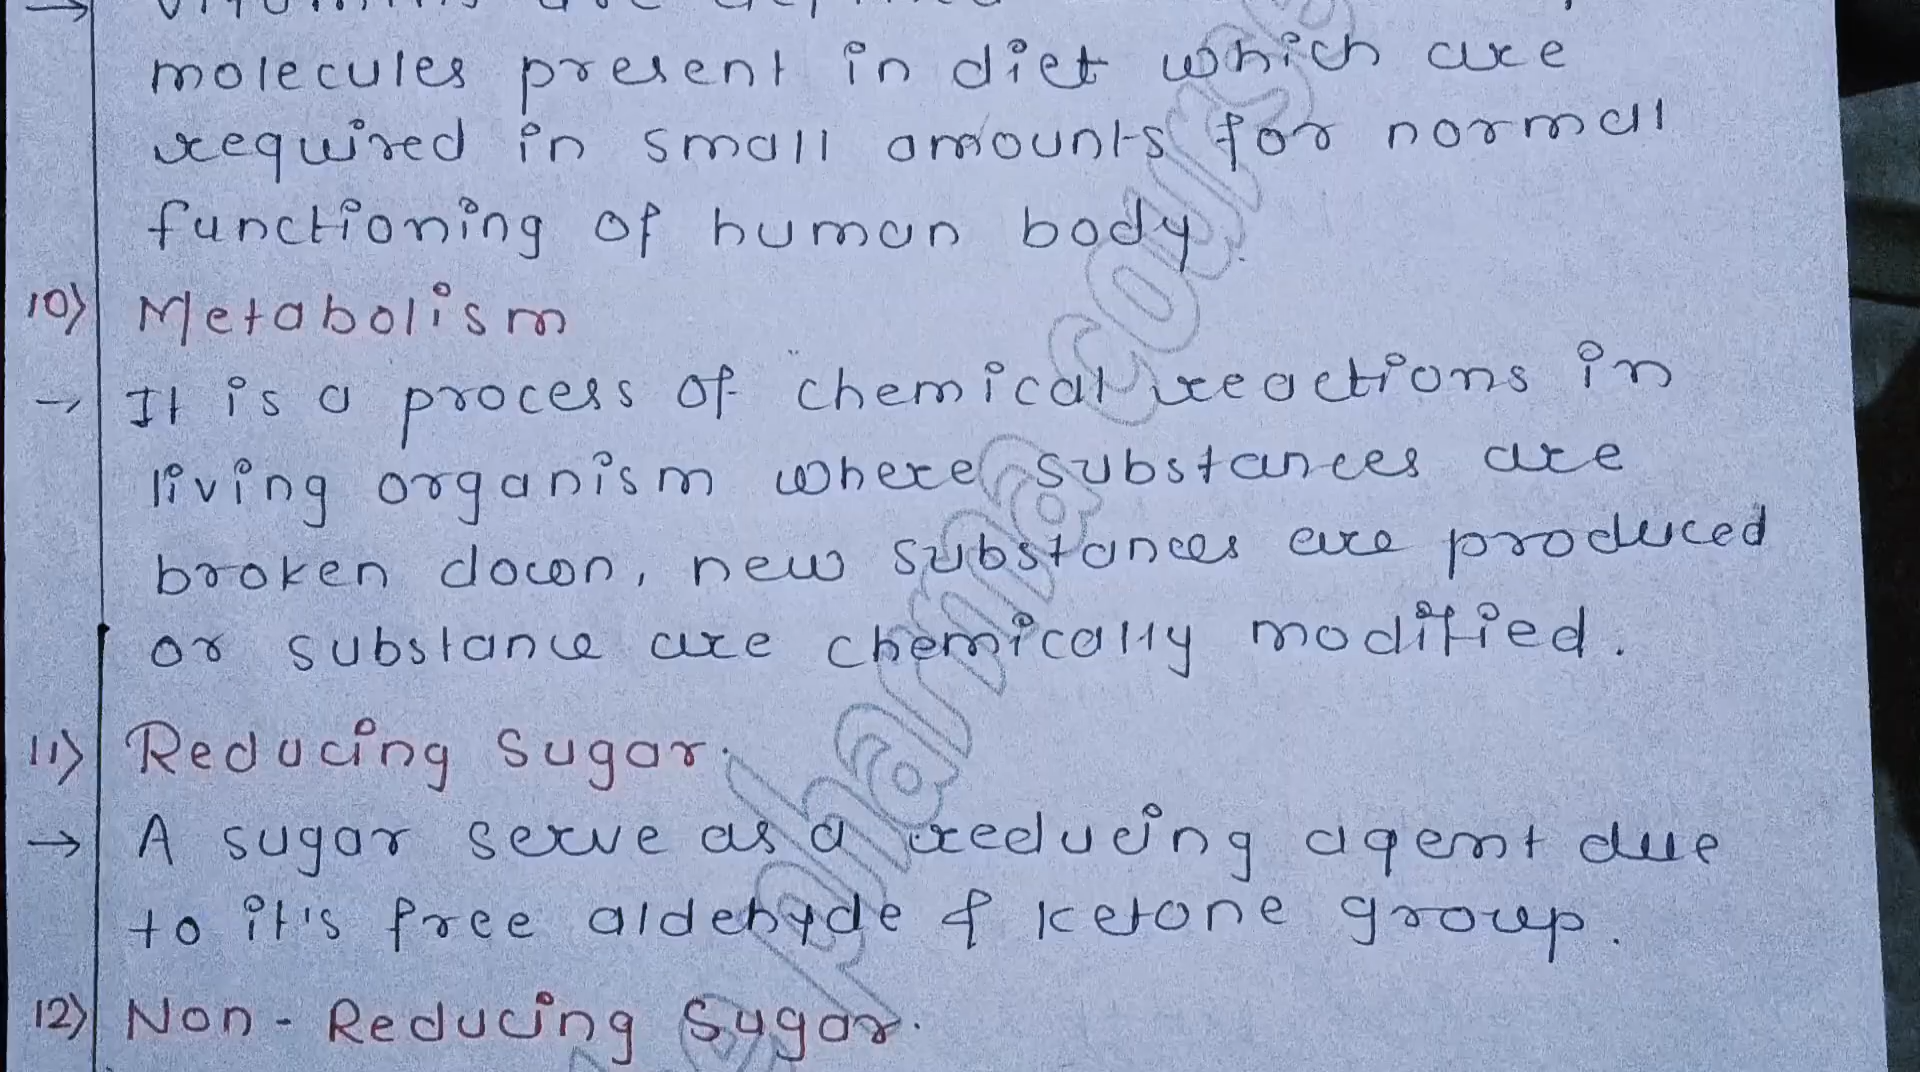 → Vitamins are defined
molecules present in diet which are
required in small amounts for normal
functioning of human body.
10) Metabolism
→ It is a process of chemical reactions in
living organism where substances are
broken down, new substances are produced
or substance are chemically modified.
11) Reducing Sugar.
→ A sugar serve as a reducing agent due
to it's free aldehyde & ketone group.
12) Non-Reducing Sugar.